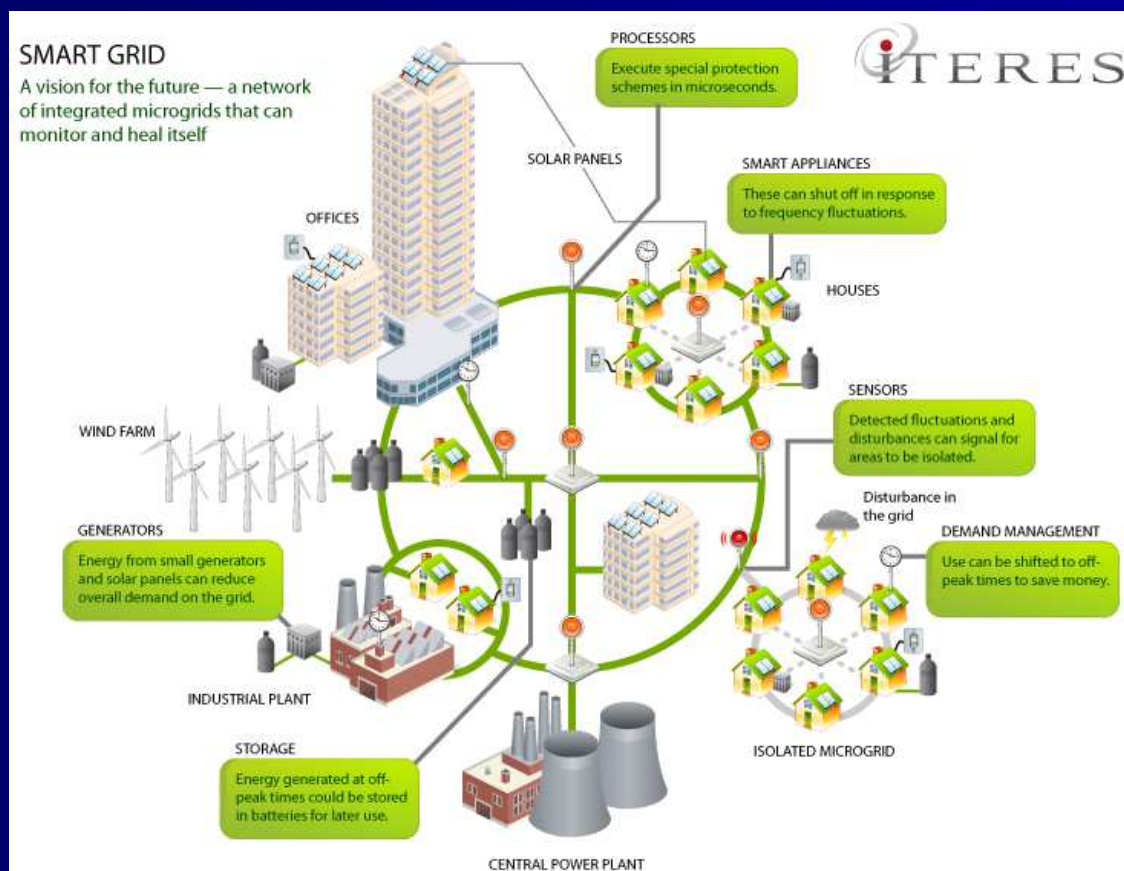 SMART GRID
A vision for the future — a network
of integrated microgrids that can
monitor and heal itself
iTERES
PROCESSORS
Execute special protection
schemes in microseconds.
SOLAR PANELS
SMART APPLIANCES
These can shut off in response
to frequency fluctuations.
OFFICES
HOUSES
SENSORS
Detected fluctuations and
disturbances can signal for
areas to be isolated.
WIND FARM
Disturbance in
the grid
GENERATORS
Energy from small generators
and solar panels can reduce
overall demand on the grid.
DEMAND MANAGEMENT
Use can be shifted to off-
peak times to save money.
INDUSTRIAL PLANT
ISOLATED MICROGRID
STORAGE
Energy generated at off-
peak times could be stored
in batteries for later use.
CENTRAL POWER PLANT